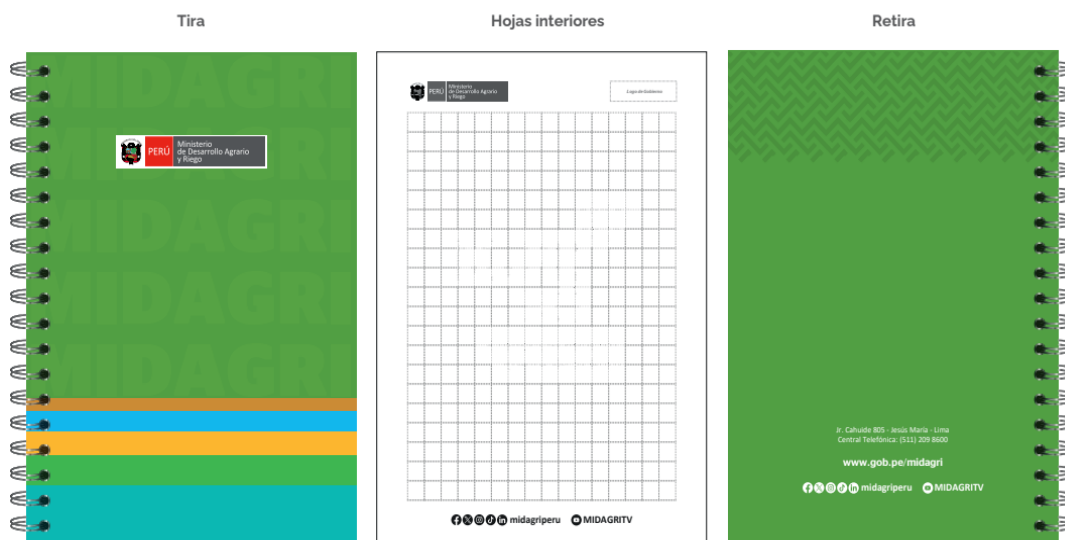 Tira
Hojas interiores
Retira
MIDAGRI
MIDAGRI
MIDAGRI
MIDAGRI
MIDAGRI
PERÚ
Ministerio
de Desarrollo Agrario
y Riego
PERÚ
Ministerio
de Desarrollo Agrario
y Riego
Logo de Gobierno
midagriperu MIDAGRITV
Jr. Cahuide 805 - Jesús María - Lima
Central Telefónica: (511) 209 8600
www.gob.pe/midagri
midagriperu MIDAGRITV